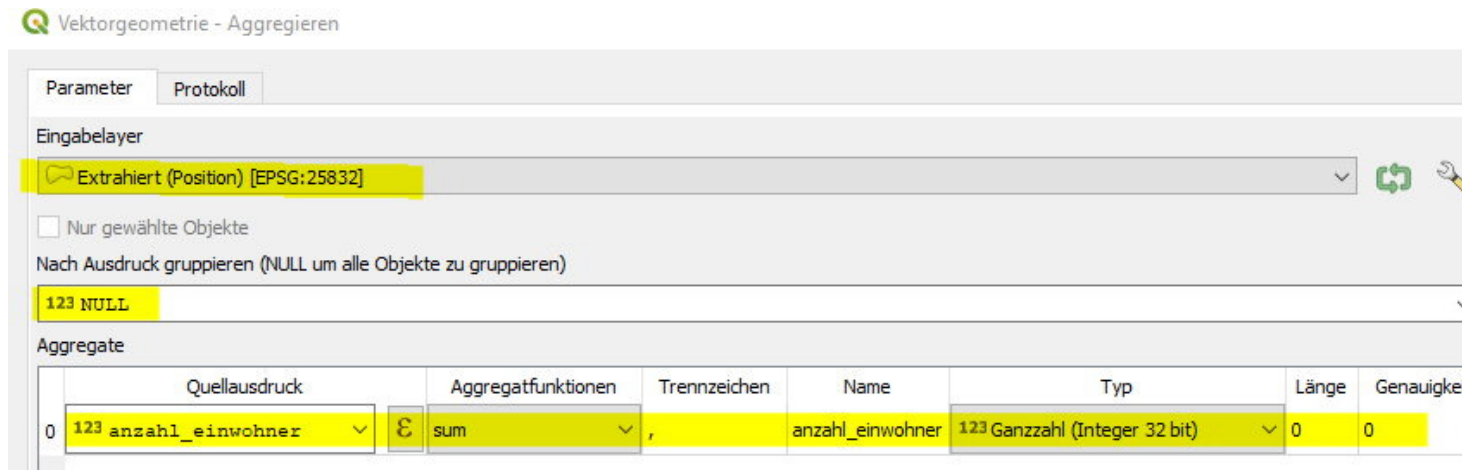 Vektorgeometrie - Aggregieren
Parameter Protokoll
Eingabelayer
Extrahiert (Position) [EPSG:25832]
Nur gewählte Objekte
Nach Ausdruck gruppieren (NULL um alle Objekte zu gruppieren)
123 NULL
Aggregate
Quellausdruck Aggregatfunktionen Trennzeichen Name Typ Länge Genauigke
0 123 anzahl_einwohner ε sum , anzahl_einwohner 123 Ganzzahl (Integer 32 bit) 0 0